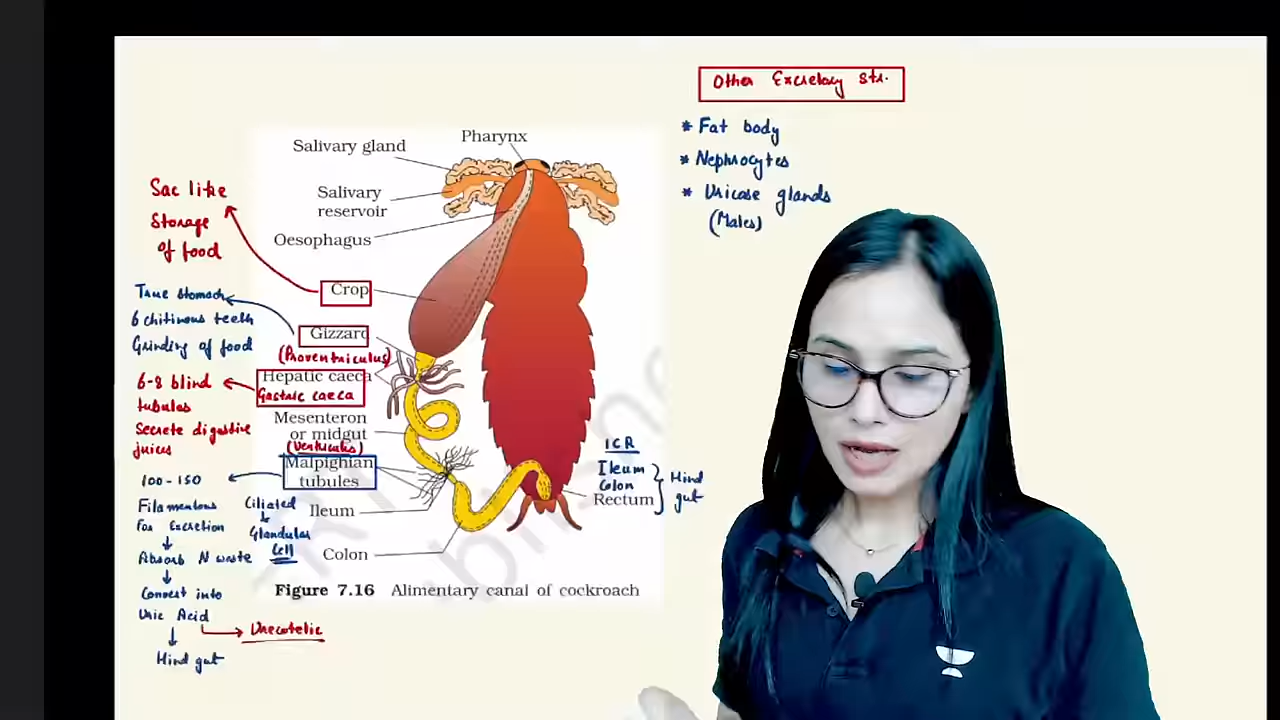 Other Excretory Str.
* Fat body
* Nephrocytes
* Uricose glands
(Males)
Pharynx
Salivary gland
Salivary
reservoir
Oesophagus
Crop
Gizzard
(Proventriculus)
Hepatic caeca
Gastric caeca
Mesenteron
or midgut
(Ventriculus)
Malpighian
tubules
Ileum
Colon
Rectum
Sac like
Storage
of food
True Stomach
6 chitinous teeth
Grinding of food
6-8 blind
tubules
Secrete digestive
juices
100-150
Filamentous
For Excretion
Absorb N waste
Convert into
Uric Acid
Uricotelic
Hind gut
Ciliated
Glandular
Cell
ICR
Ileum
Colon
Hind
gut
Figure 7.16 Alimentary canal of cockroach